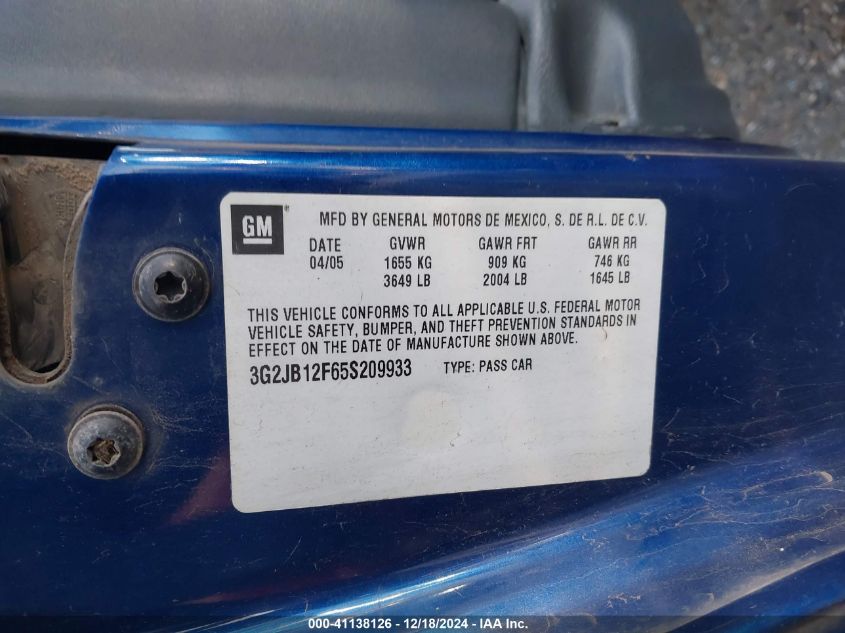 GM ® MFD BY GENERAL MOTORS DE MEXICO, S. DE R.L. DE C.V.
DATE GVWR GAWR FRT GAWR RR
04/05 1655 KG 909 KG 746 KG
3649 LB 2004 LB 1645 LB
THIS VEHICLE CONFORMS TO ALL APPLICABLE U.S. FEDERAL MOTOR
VEHICLE SAFETY, BUMPER, AND THEFT PREVENTION STANDARDS IN
EFFECT ON THE DATE OF MANUFACTURE SHOWN ABOVE.
3G2JB12F65S209933 TYPE: PASS CAR
000-41138126 - 12/18/2024 - IAA Inc.